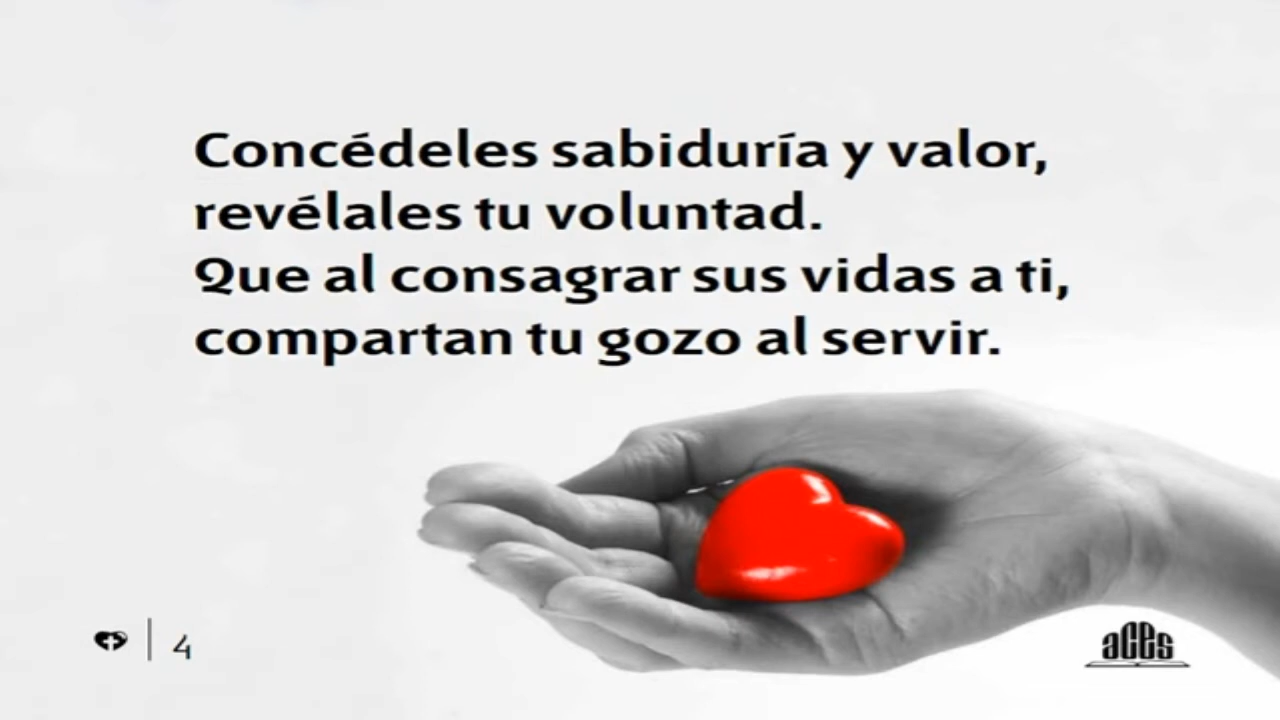 Concédeles sabiduría y valor,
revélales tu voluntad.
Que al consagrar sus vidas a ti,
compartan tu gozo al servir.
4
aces